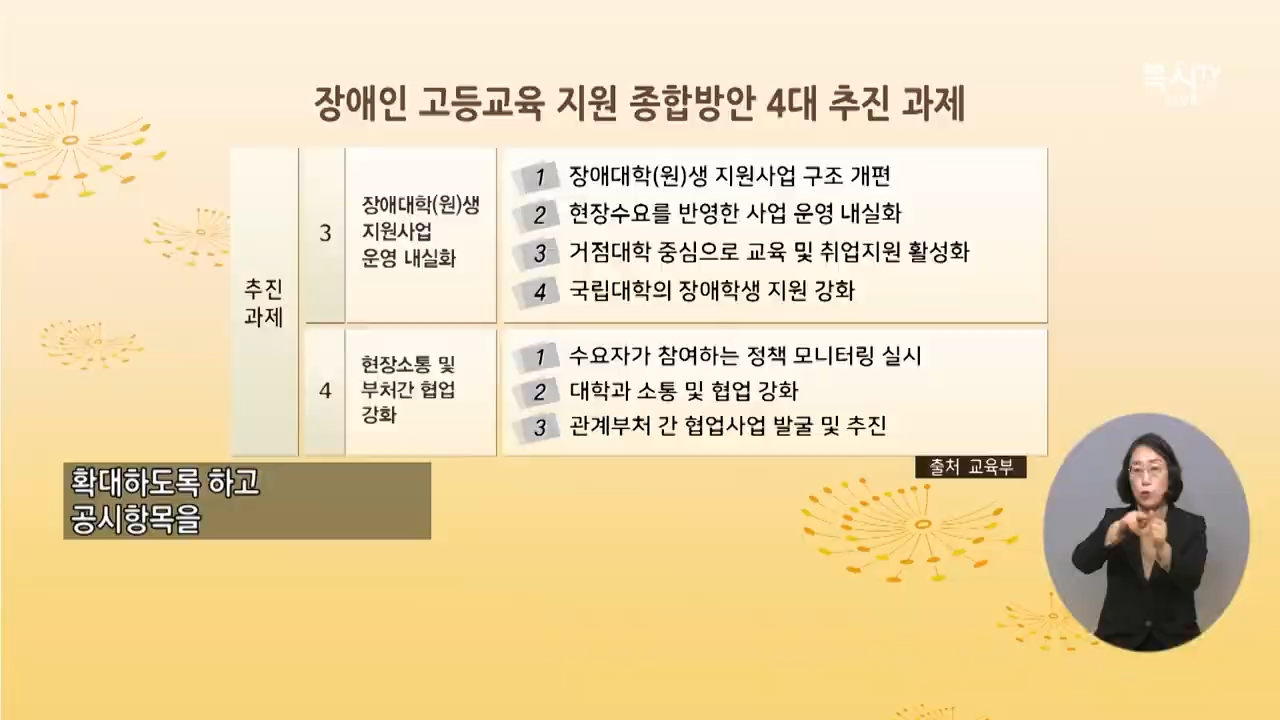 복지TV
장애인 고등교육 지원 종합방안 4대 추진 과제
추진
과제
3
장애대학(원)생
지원사업
운영 내실화
1 장애대학(원)생 지원사업 구조 개편
2 현장수요를 반영한 사업 운영 내실화
3 거점대학 중심으로 교육 및 취업지원 활성화
4 국립대학의 장애학생 지원 강화
4
현장소통 및
부처간 협업
강화
1 수요자가 참여하는 정책 모니터링 실시
2 대학과 소통 및 협업 강화
3 관계부처 간 협업사업 발굴 및 추진
출처 교육부
확대하도록 하고
공시항목을